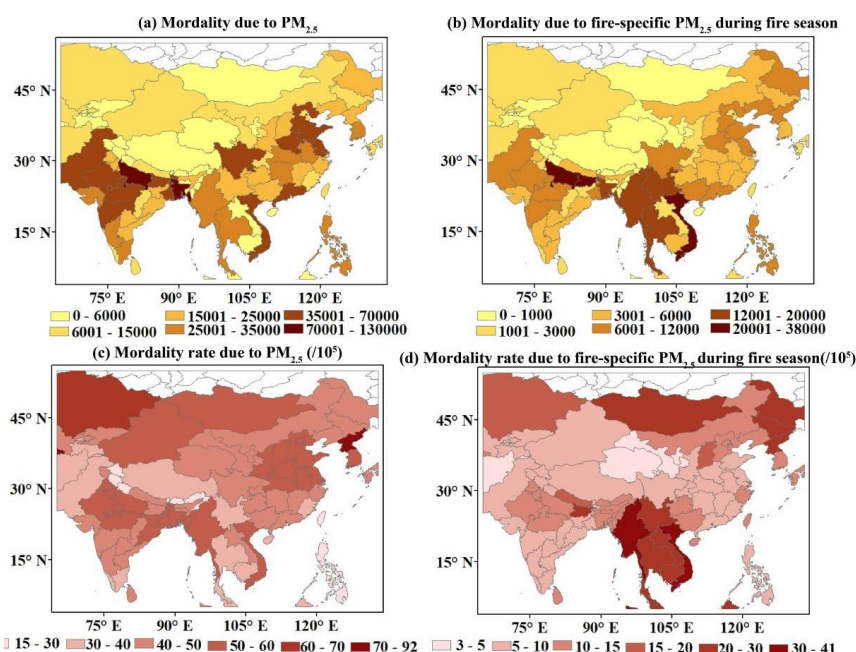 (a) Mordality due to PM2.5
(b) Mordality due to fire-specific PM2.5 during fire season
45° N
30° N
15° N
45° N
30° N
15° N
75° E 90° E 105° E 120° E
75° E 90° E 105° E 120° E
0 - 6000 15001 - 25000 35001 - 70000
6001 - 15000 25001 - 35000 70001 - 130000
0 - 1000 3001 - 6000 12001 - 20000
1001 - 3000 6001 - 12000 20001 - 38000
(c) Mordality rate due to PM2.5 (/10⁵)
(d) Mordality rate due to fire-specific PM2.5 during fire season(/10⁵)
45° N
30° N
15° N
45° N
30° N
15° N
75° E 90° E 105° E 120° E
75° E 90° E 105° E 120° E
15 - 30 30 - 40 40 - 50 50 - 60 60 - 70 70 - 92
3 - 5 5 - 10 10 - 15 15 - 20 20 - 30 30 - 41